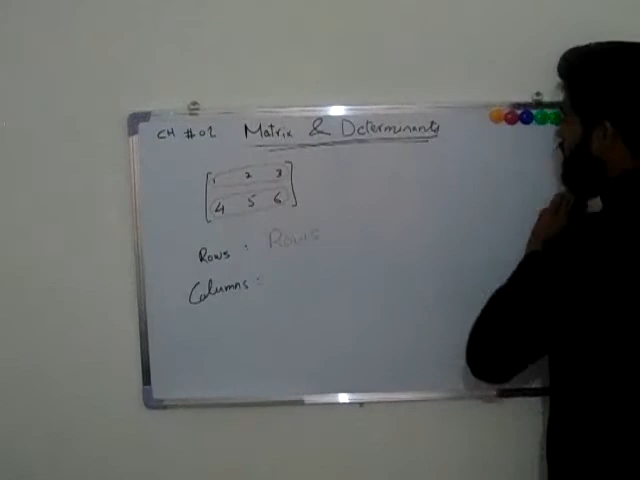 CH #02 Matrix & Determinants
1 2 3
4 5 6
Rows : Rows
Columns :